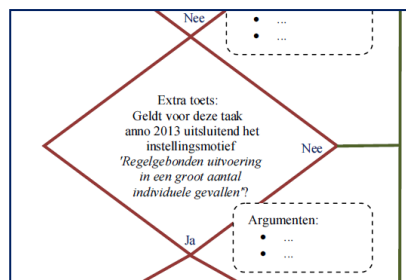 Nee
• ...
• ...
Extra toets:
Geldt voor deze taak
anno 2013 uitsluitend het
instellingsmotief
'Regelgebonden uitvoering
in een groot aantal
individuele gevallen'?
Nee
Argumenten:
• ...
• ...
Ja